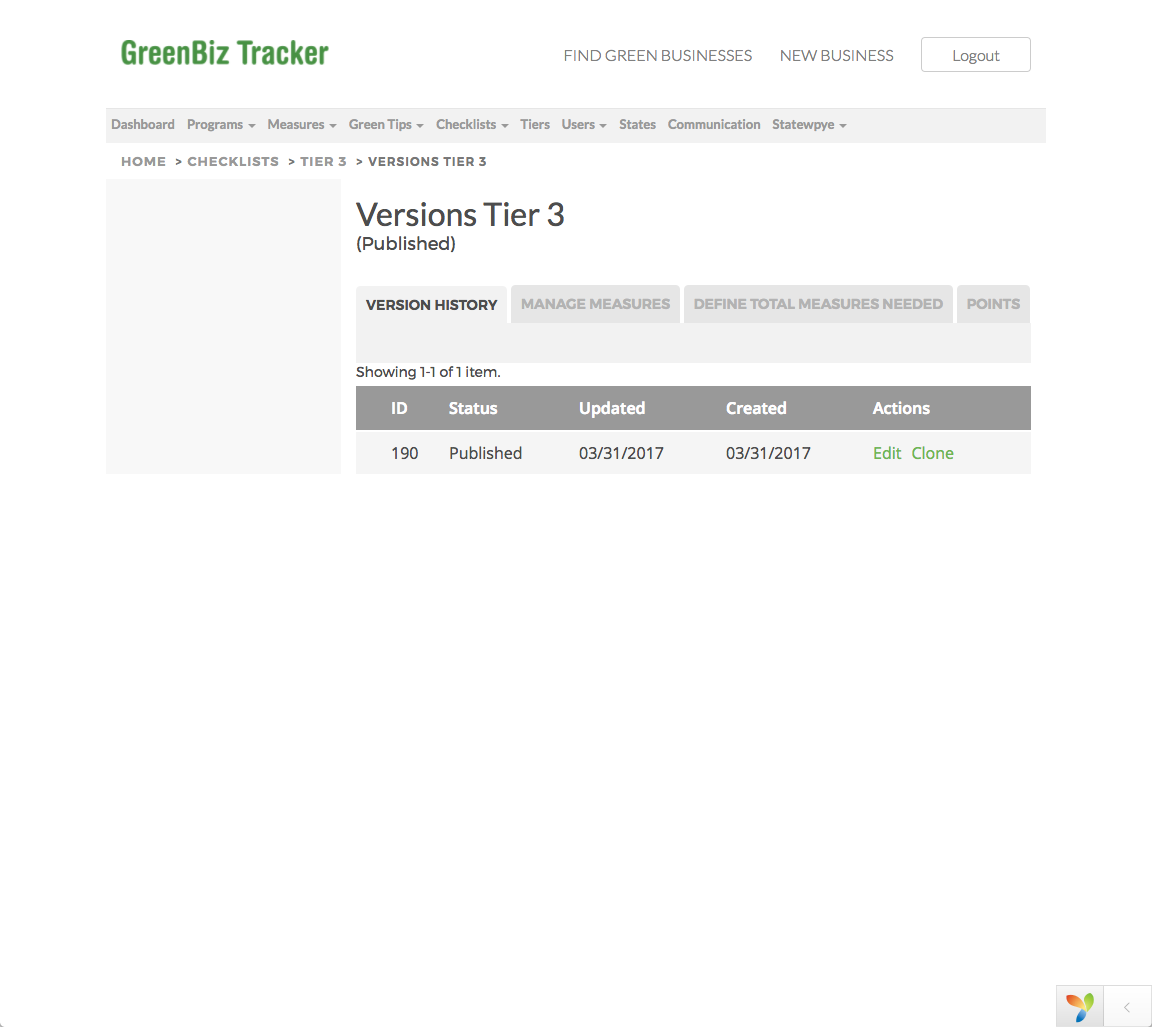 GreenBiz Tracker
FIND GREEN BUSINESSES NEW BUSINESS Logout
Dashboard Programs Measures Green Tips Checklists Tiers Users States Communication Statewpye
HOME > CHECKLISTS > TIER 3 > VERSIONS TIER 3
Versions Tier 3
(Published)
VERSION HISTORY MANAGE MEASURES DEFINE TOTAL MEASURES NEEDED POINTS
Showing 1-1 of 1 item.
ID Status Updated Created Actions
190 Published 03/31/2017 03/31/2017 Edit Clone